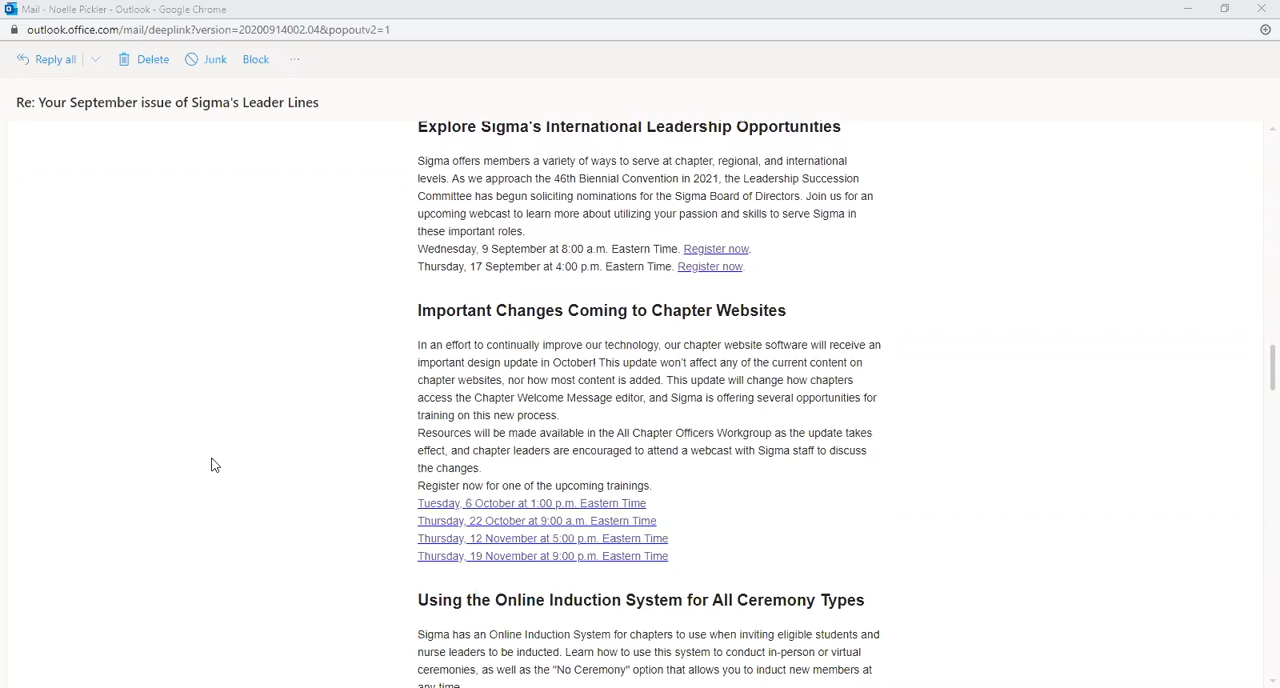 Mail - Noelle Pickler - Outlook - Google Chrome
outlook.office.com/mail/deeplink?version=20200914002.04&popoutv2=1
Reply all Delete Junk Block ...
Re: Your September issue of Sigma's Leader Lines
Explore Sigma's International Leadership Opportunities
Sigma offers members a variety of ways to serve at chapter, regional, and international
levels. As we approach the 46th Biennial Convention in 2021, the Leadership Succession
Committee has begun soliciting nominations for the Sigma Board of Directors. Join us for an
upcoming webcast to learn more about utilizing your passion and skills to serve Sigma in
these important roles.
Wednesday, 9 September at 8:00 a.m. Eastern Time. Register now.
Thursday, 17 September at 4:00 p.m. Eastern Time. Register now.
Important Changes Coming to Chapter Websites
In an effort to continually improve our technology, our chapter website software will receive an
important design update in October! This update won't affect any of the current content on
chapter websites, nor how most content is added. This update will change how chapters
access the Chapter Welcome Message editor, and Sigma is offering several opportunities for
training on this new process.
Resources will be made available in the All Chapter Officers Workgroup as the update takes
effect, and chapter leaders are encouraged to attend a webcast with Sigma staff to discuss
the changes.
Register now for one of the upcoming trainings.
Tuesday, 6 October at 1:00 p.m. Eastern Time
Thursday, 22 October at 9:00 a.m. Eastern Time
Thursday, 12 November at 5:00 p.m. Eastern Time
Thursday, 19 November at 9:00 p.m. Eastern Time
Using the Online Induction System for All Ceremony Types
Sigma has an Online Induction System for chapters to use when inviting eligible students and
nurse leaders to be inducted. Learn how to use this system to conduct in-person or virtual
ceremonies, as well as the "No Ceremony" option that allows you to induct new members at
any time.